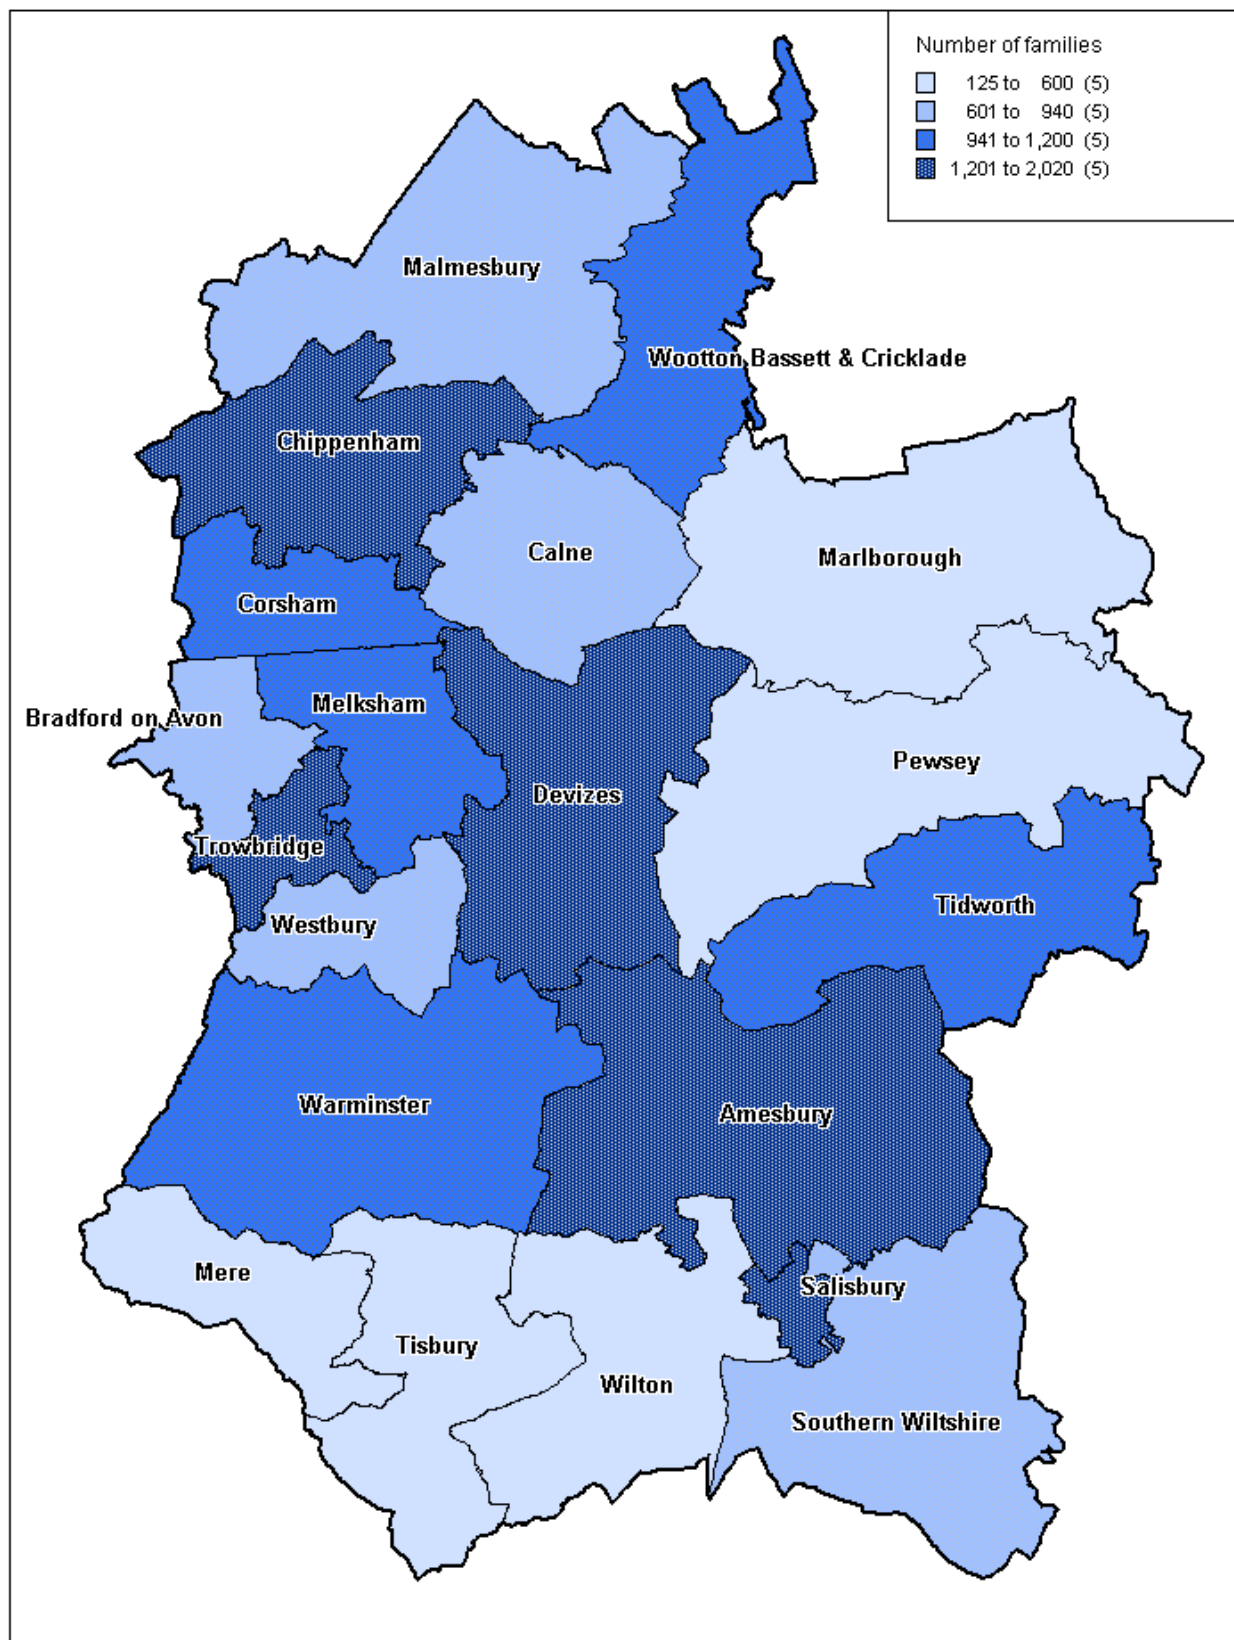 Number of families
125 to 600 (5)
601 to 940 (5)
941 to 1,200 (5)
1,201 to 2,020 (5)
Malmesbury
Wootton Bassett & Cricklade
Chippenham
Calne
Marlborough
Corsham
Melksham
Bradford on Avon
Pewsey
Devizes
Trowbridge
Tidworth
Westbury
Warminster
Amesbury
Mere
Salisbury
Tisbury
Wilton
Southern Wiltshire